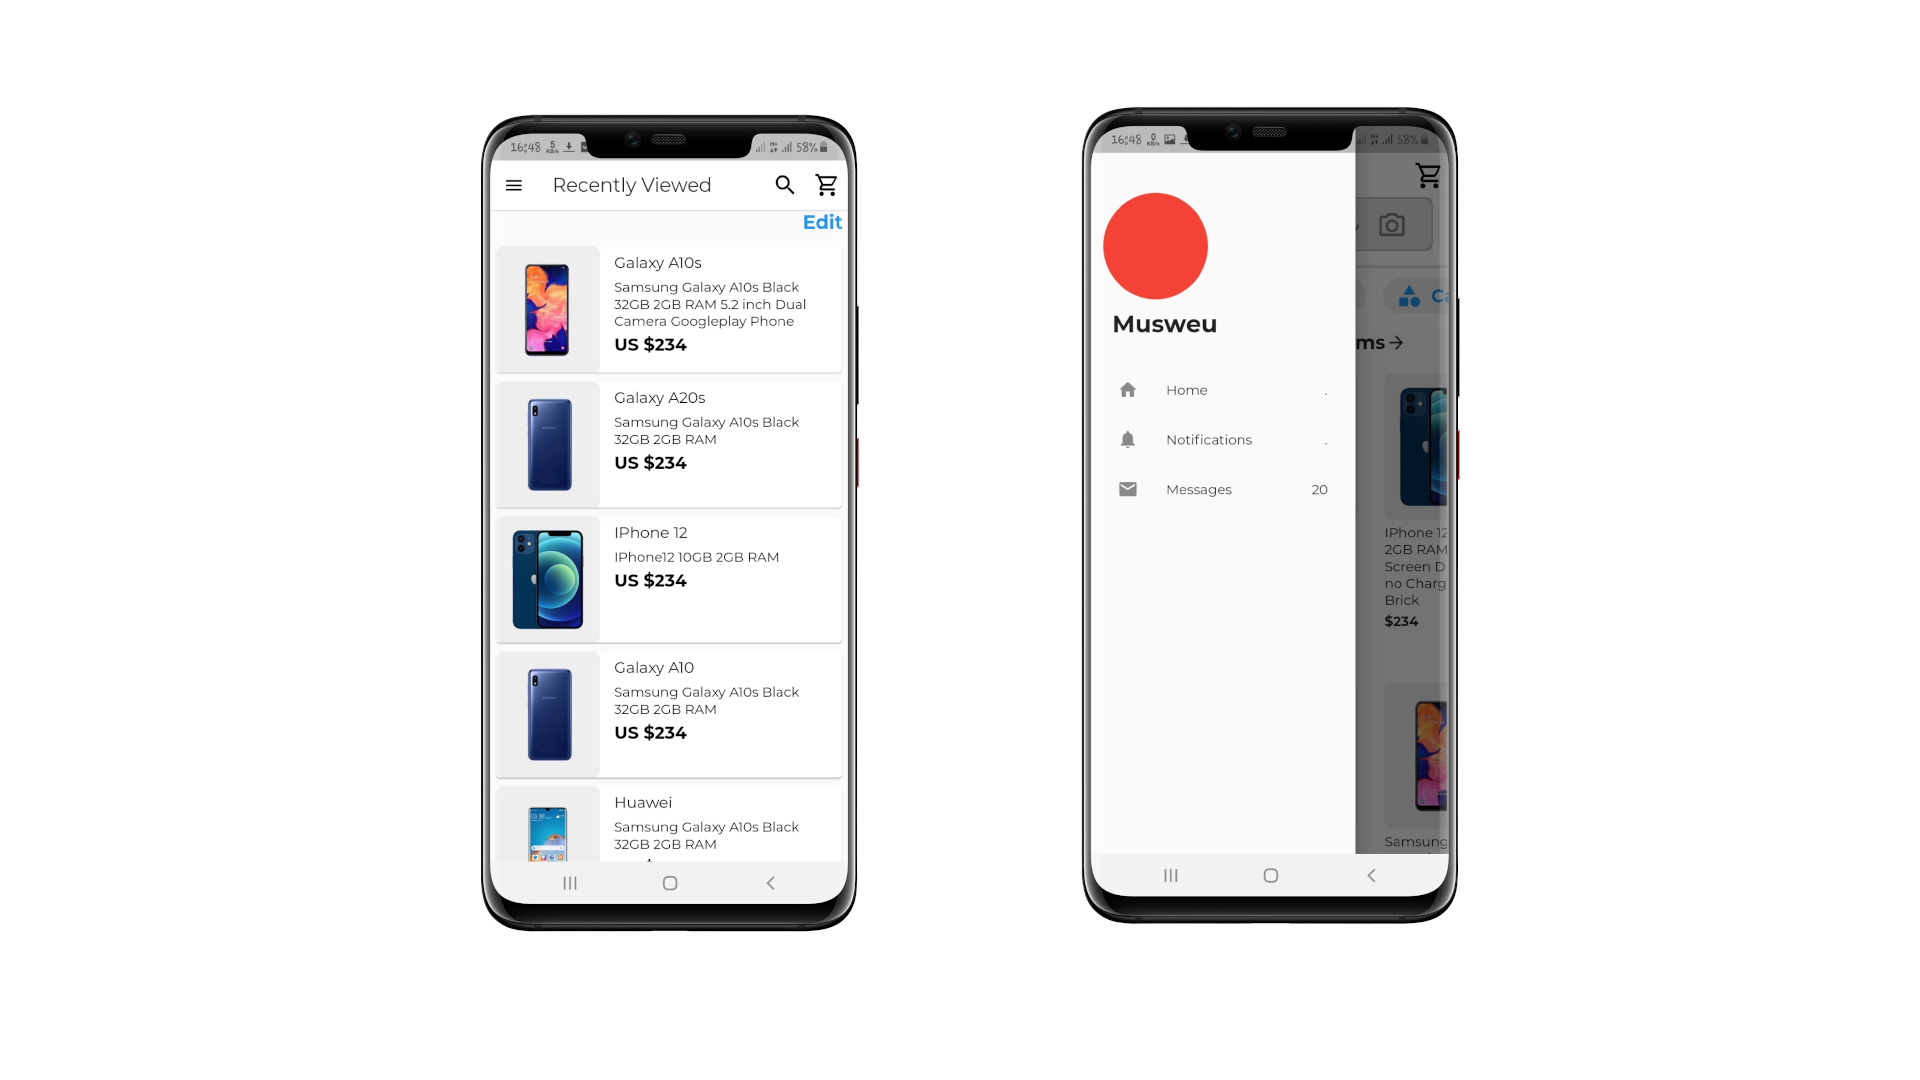 16:48 5 KB/s 58%
Recently Viewed
Edit
Galaxy A10s
Samsung Galaxy A10s Black
32GB 2GB RAM 5.2 inch Dual
Camera Googleplay Phone
US $234
Galaxy A20s
Samsung Galaxy A10s Black
32GB 2GB RAM
US $234
IPhone 12
IPhone12 10GB 2GB RAM
US $234
Galaxy A10
Samsung Galaxy A10s Black
32GB 2GB RAM
US $234
Huawei
Samsung Galaxy A10s Black
32GB 2GB RAM
16:48 0 KB/s 58%
Musweu
Home .
Notifications .
Messages 20
Ca
ms
IPhone 12
2GB RAM
Screen D
no Charg
Brick
$234
Samsung